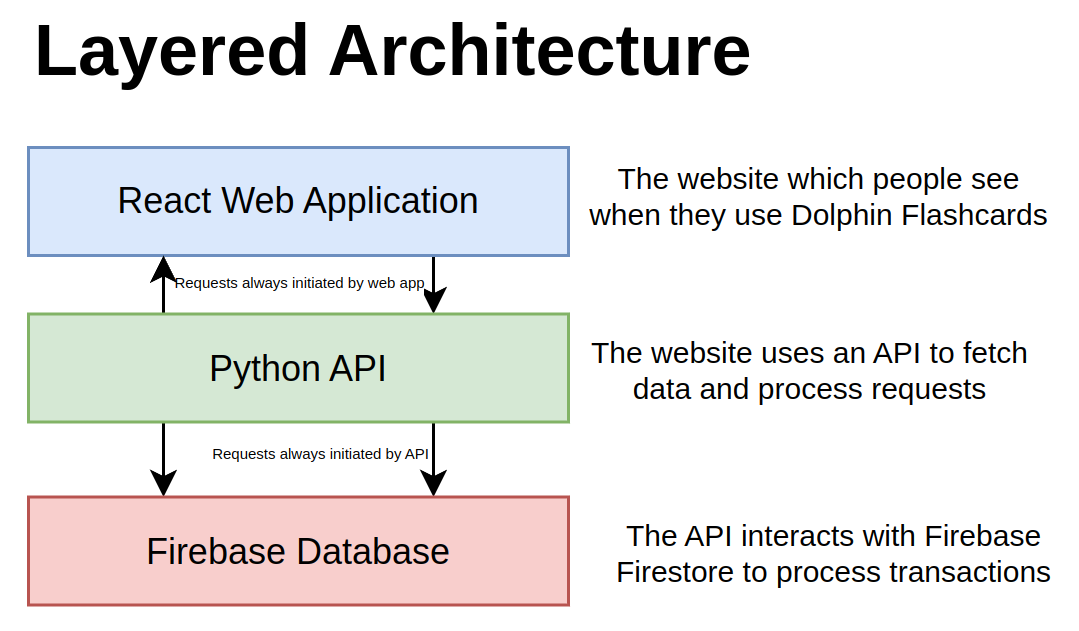 Layered Architecture
React Web Application
The website which people see
when they use Dolphin Flashcards
Requests always initiated by web app
Python API
The website uses an API to fetch
data and process requests
Requests always initiated by API
Firebase Database
The API interacts with Firebase
Firestore to process transactions